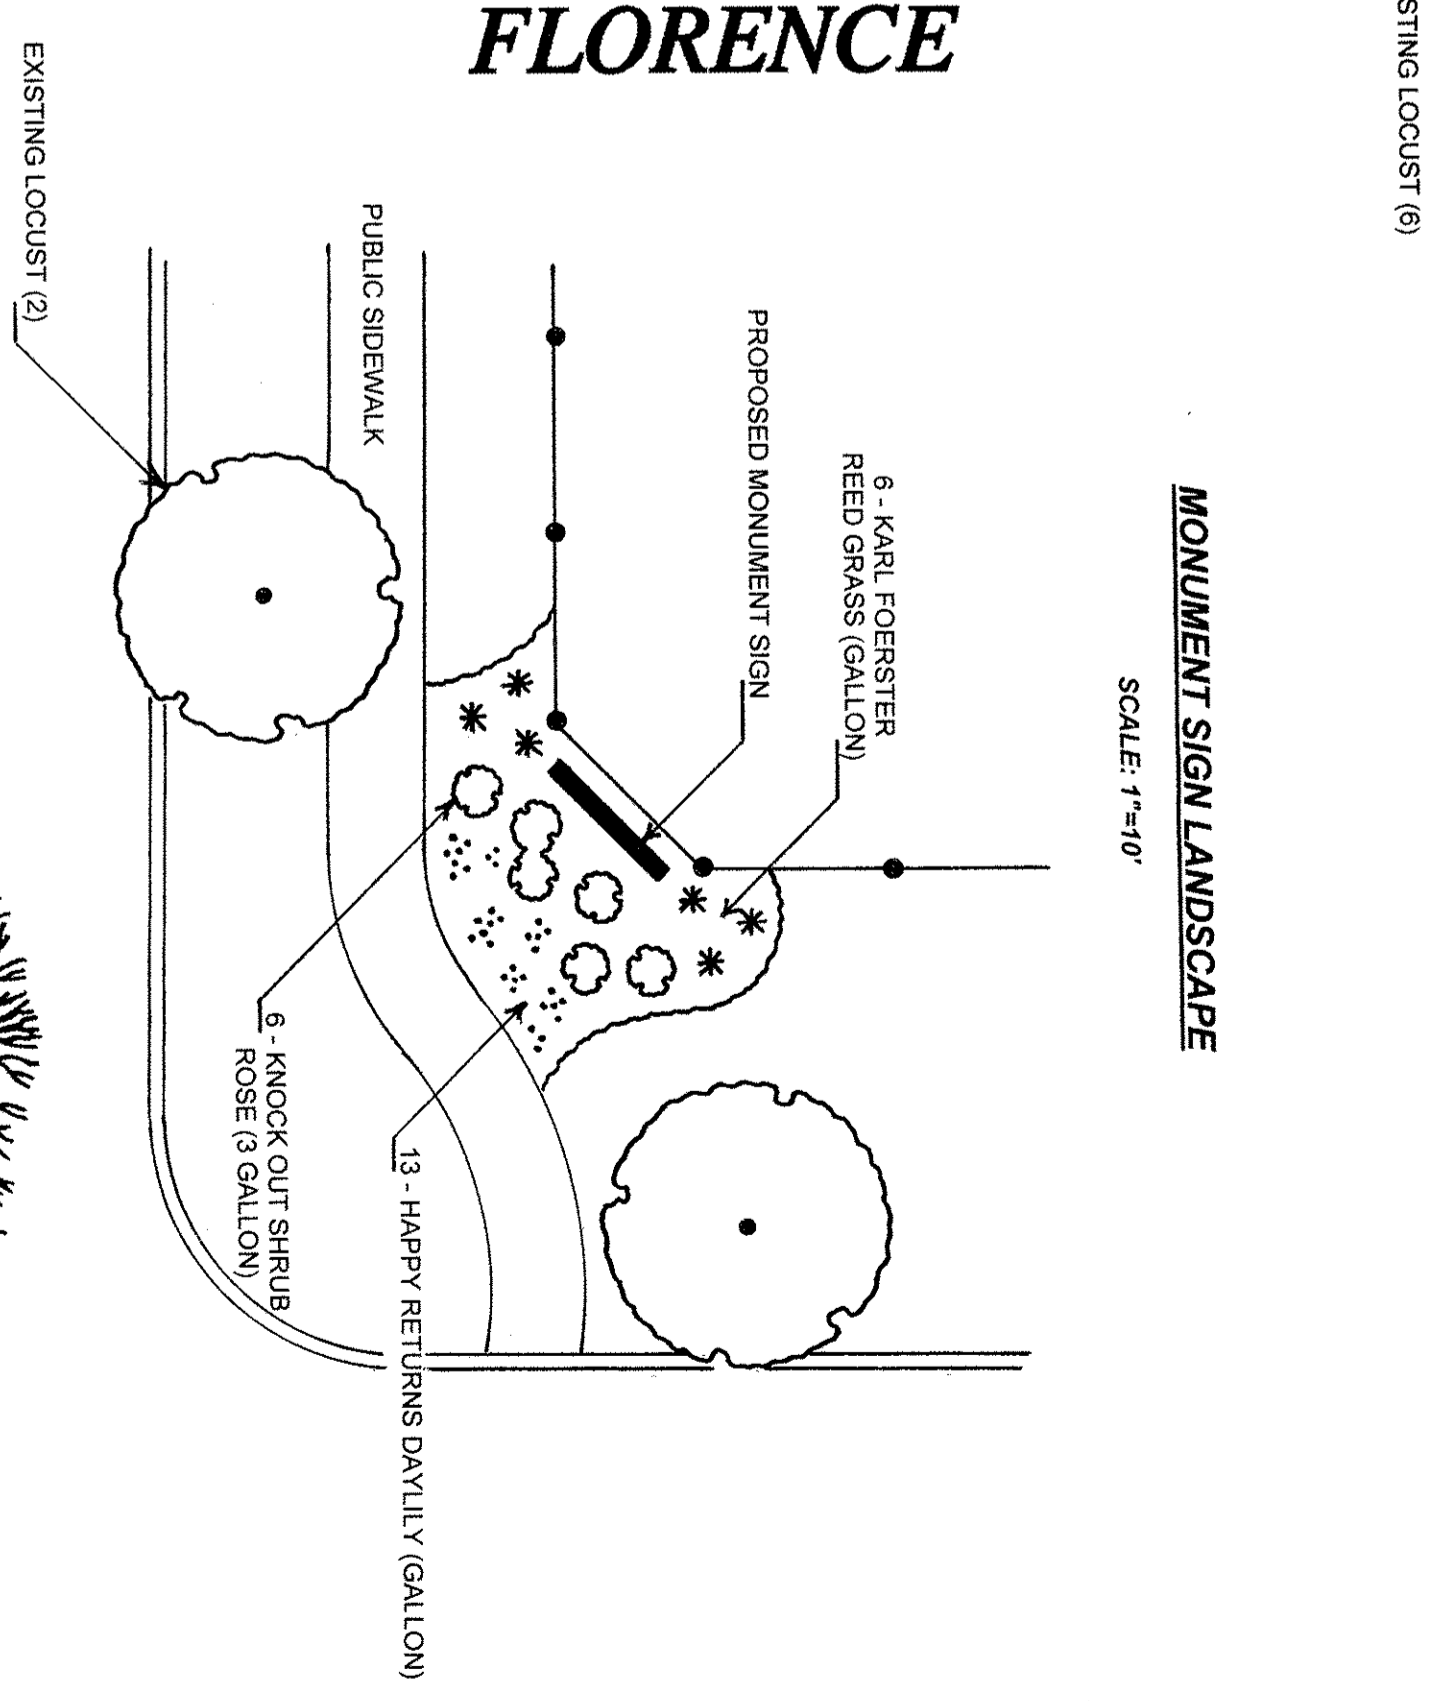 FLORENCE
STING LOCUST (6)
MONUMENT SIGN LANDSCAPE
SCALE: 1"=10'
6 - KARL FOERSTER
REED GRASS (GALLON)
PROPOSED MONUMENT SIGN
PUBLIC SIDEWALK
EXISTING LOCUST (2)
13 - HAPPY RETURNS DAYLILY (GALLON)
6 - KNOCK OUT SHRUB
ROSE (3 GALLON)